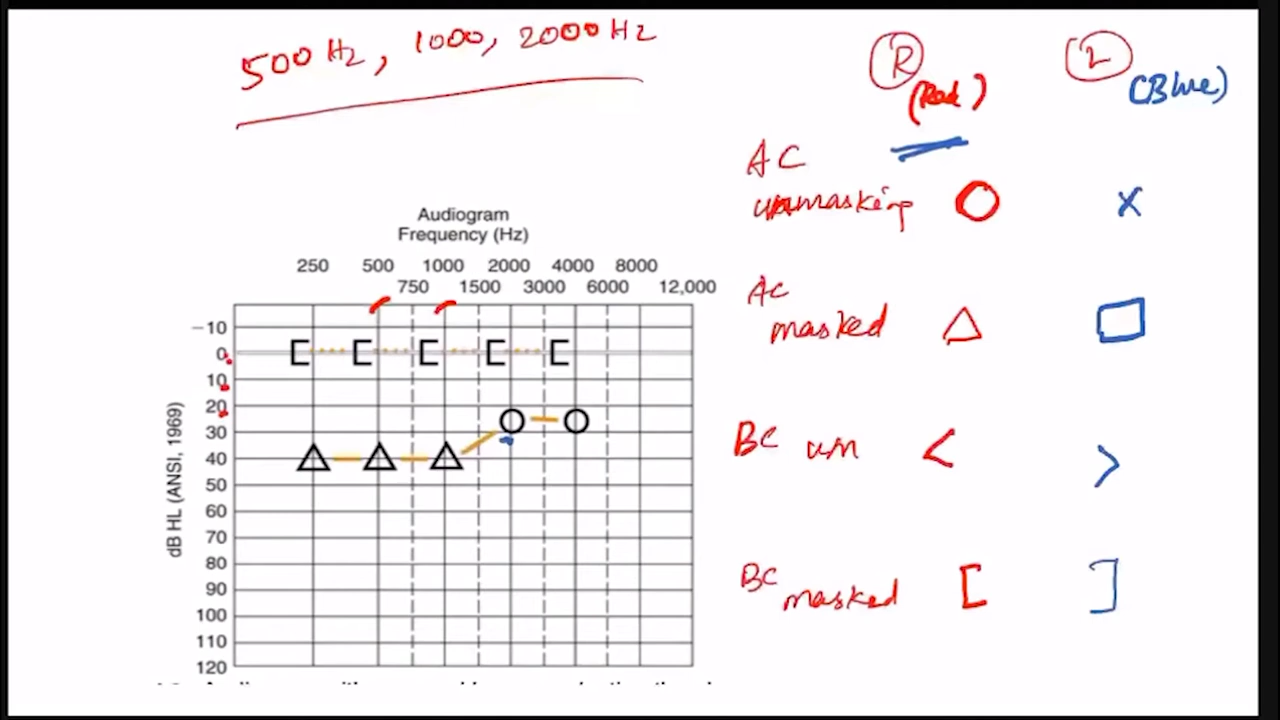 500 Hz, 1000, 2000 Hz
R
L
(Red)
(Blue)
AC
unmasking
AC
masked
BC un
BC masked
Audiogram
Frequency (Hz)
250 500 1000 2000 4000 8000
750 1500 3000 6000 12,000
−10
0
10
20
30
40
50
60
70
80
90
100
110
120
dB HL (ANSI, 1969)